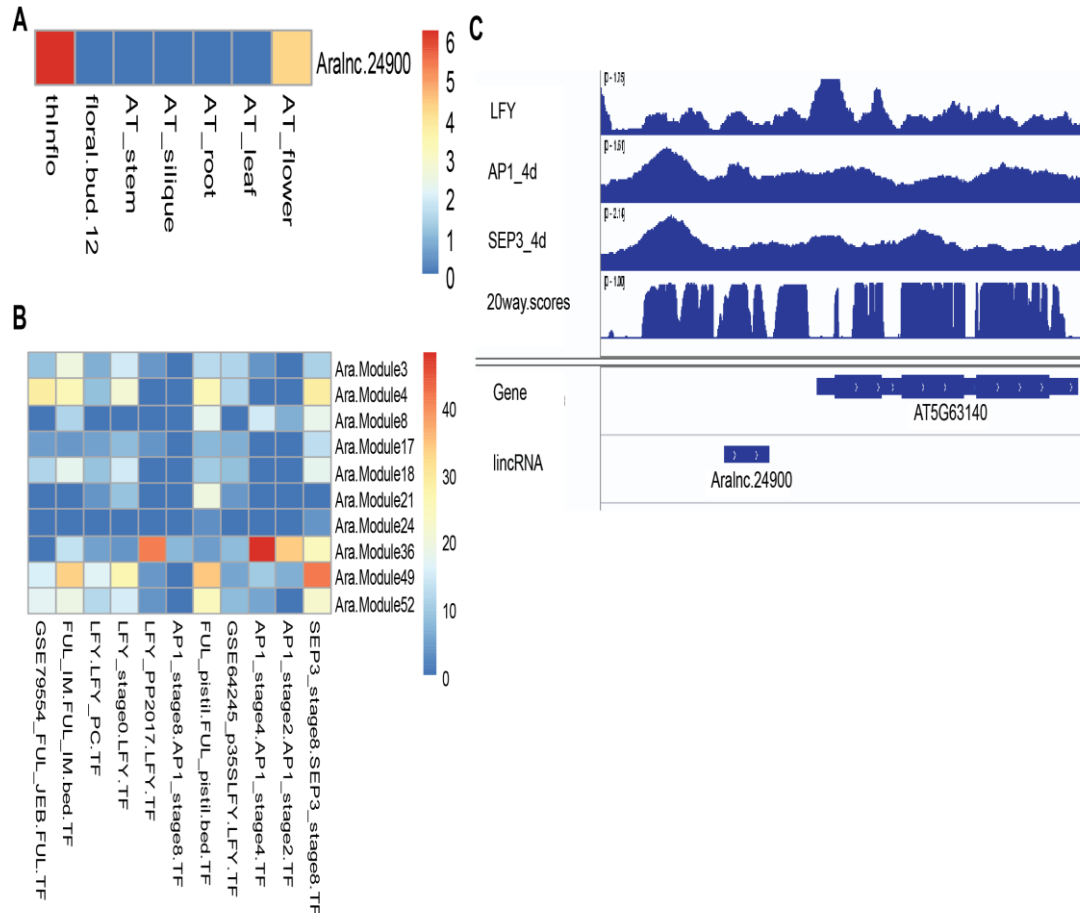 A
6
5
4
3
2
1
0
Aralnc.24900
thInflo
floral.bud.12
AT_stem
AT_silique
AT_root
AT_leaf
AT_flower
B
Ara.Module3
Ara.Module4
Ara.Module8
Ara.Module17
Ara.Module18
Ara.Module21
Ara.Module24
Ara.Module36
Ara.Module49
Ara.Module52
40
30
20
10
0
GSE79554_FUL_JEB.FUL.TF
FUL_IM.FUL_IM.bed.TF
LFY.LFY_PC.TF
LFY_stage0.LFY.TF
LFY_PP2017.LFY.TF
AP1_stage8.AP1_stage8.TF
FUL_pistil.FUL_pistil.bed.TF
GSE64245_p35SLFY.LFY.TF
AP1_stage4.AP1_stage4.TF
AP1_stage2.AP1_stage2.TF
SEP3_stage8.SEP3_stage8.TF
C
LFY
AP1_4d
SEP3_4d
20way.scores
Gene
AT5G63140
lincRNA
Aralnc.24900